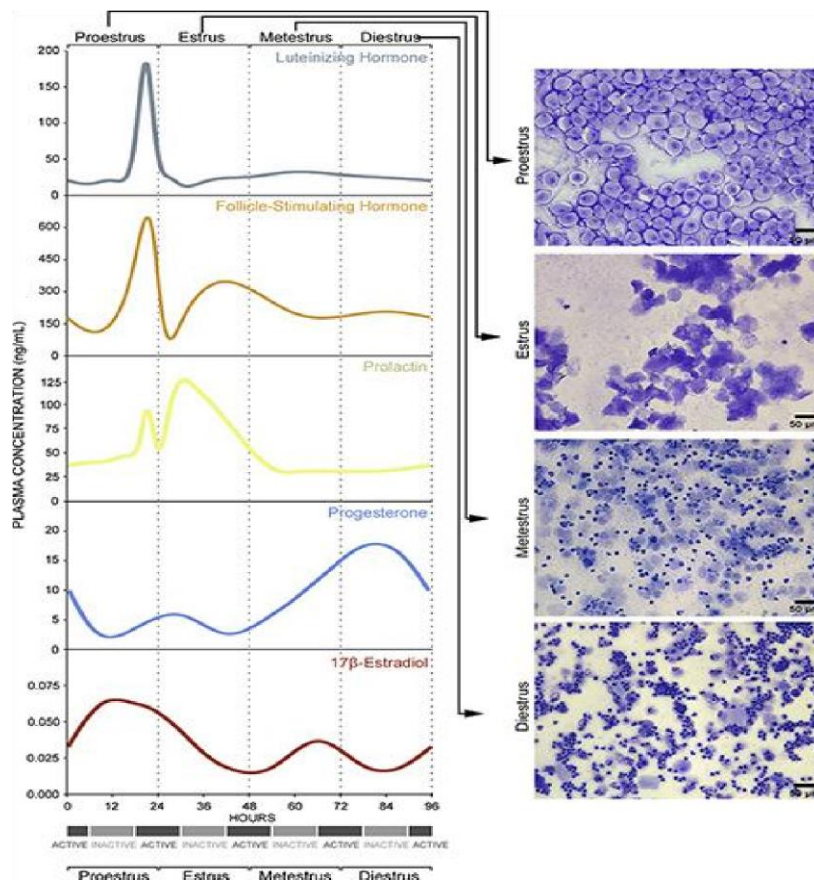 Proestrus Estrus Metestrus Diestrus
200
150
100
50
0
Luteinizing Hormone
600
450
300
150
0
Follicle-Stimulating Hormone
125
100
75
50
25
0
Prolactin
20
15
10
5
0
Progesterone
0.075
0.050
0.025
0.000
17β-Estradiol
PLASMA CONCENTRATION (ng/mL)
0 12 24 36 48 60 72 84 96
HOURS
ACTIVE INACTIVE ACTIVE INACTIVE ACTIVE INACTIVE ACTIVE INACTIVE ACTIVE
Proestrus Estrus Metestrus Diestrus
Proestrus
Estrus
50 µm
Metestrus
50 µm
Diestrus